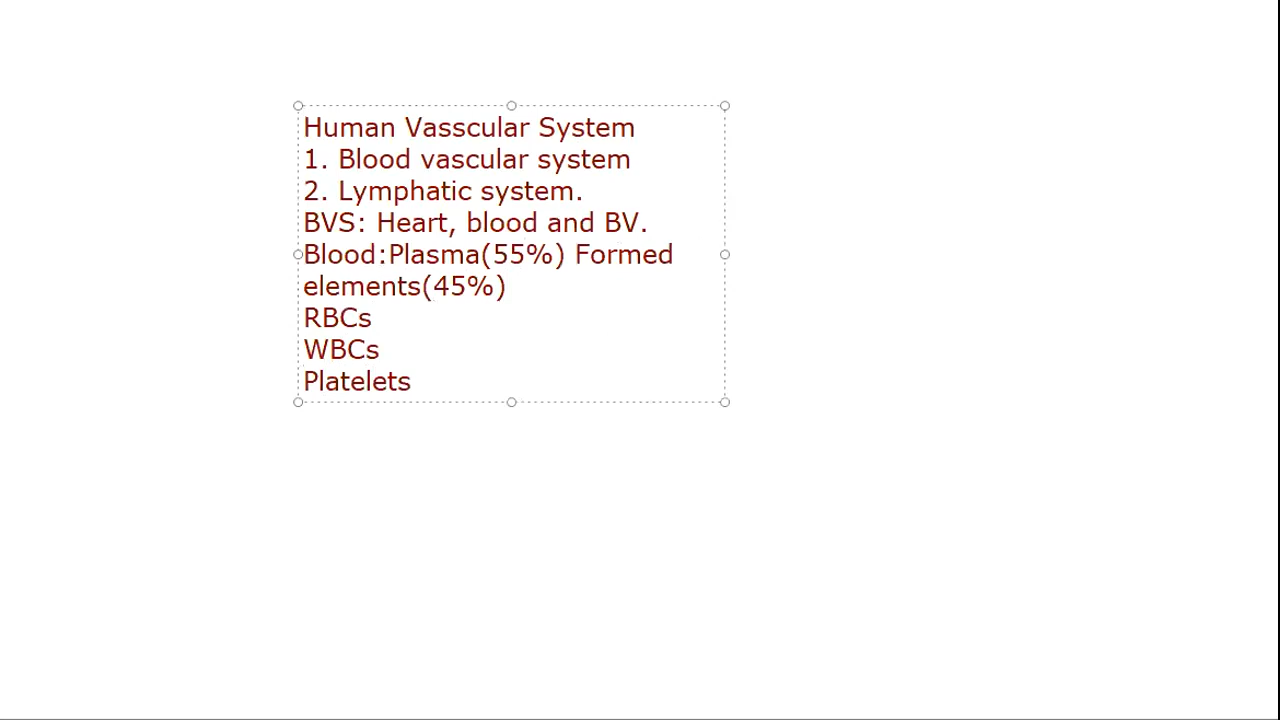 Human Vasscular System
1. Blood vascular system
2. Lymphatic system.
BVS: Heart, blood and BV.
Blood:Plasma(55%) Formed
elements(45%)
RBCs
WBCs
Platelets